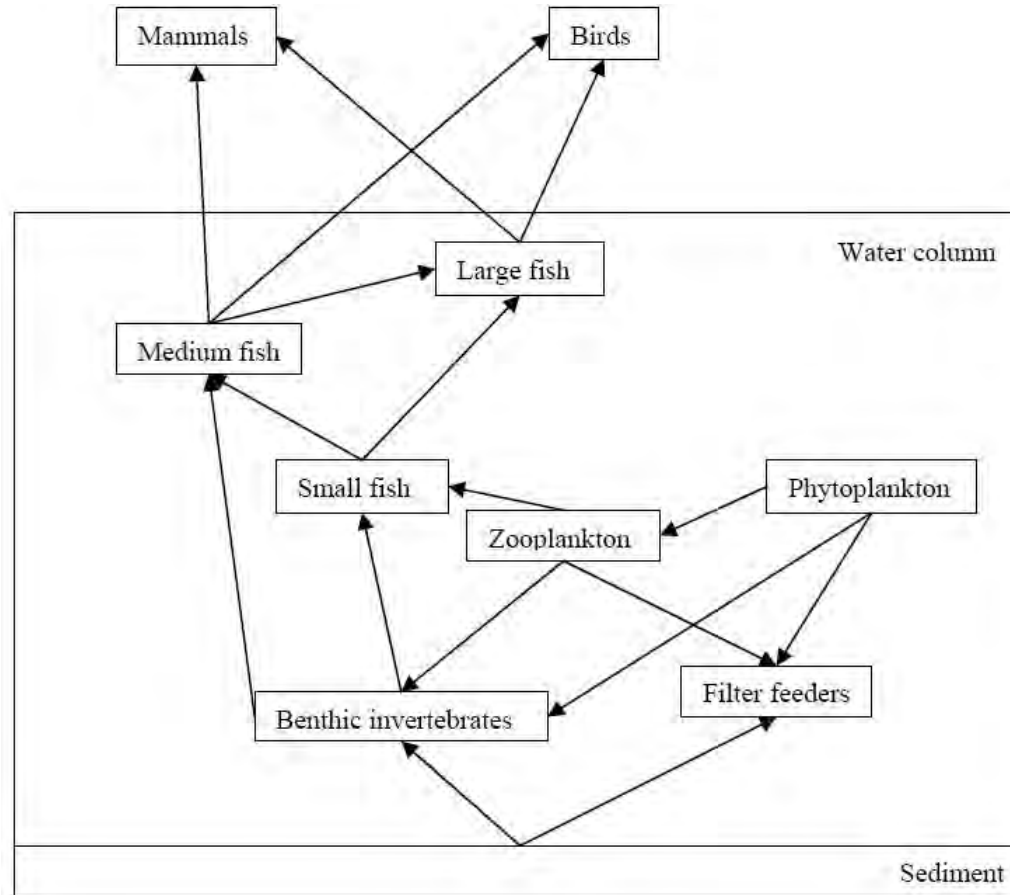 Mammals
Birds
Water column
Large fish
Medium fish
Small fish
Phytoplankton
Zooplankton
Filter feeders
Benthic invertebrates
Sediment